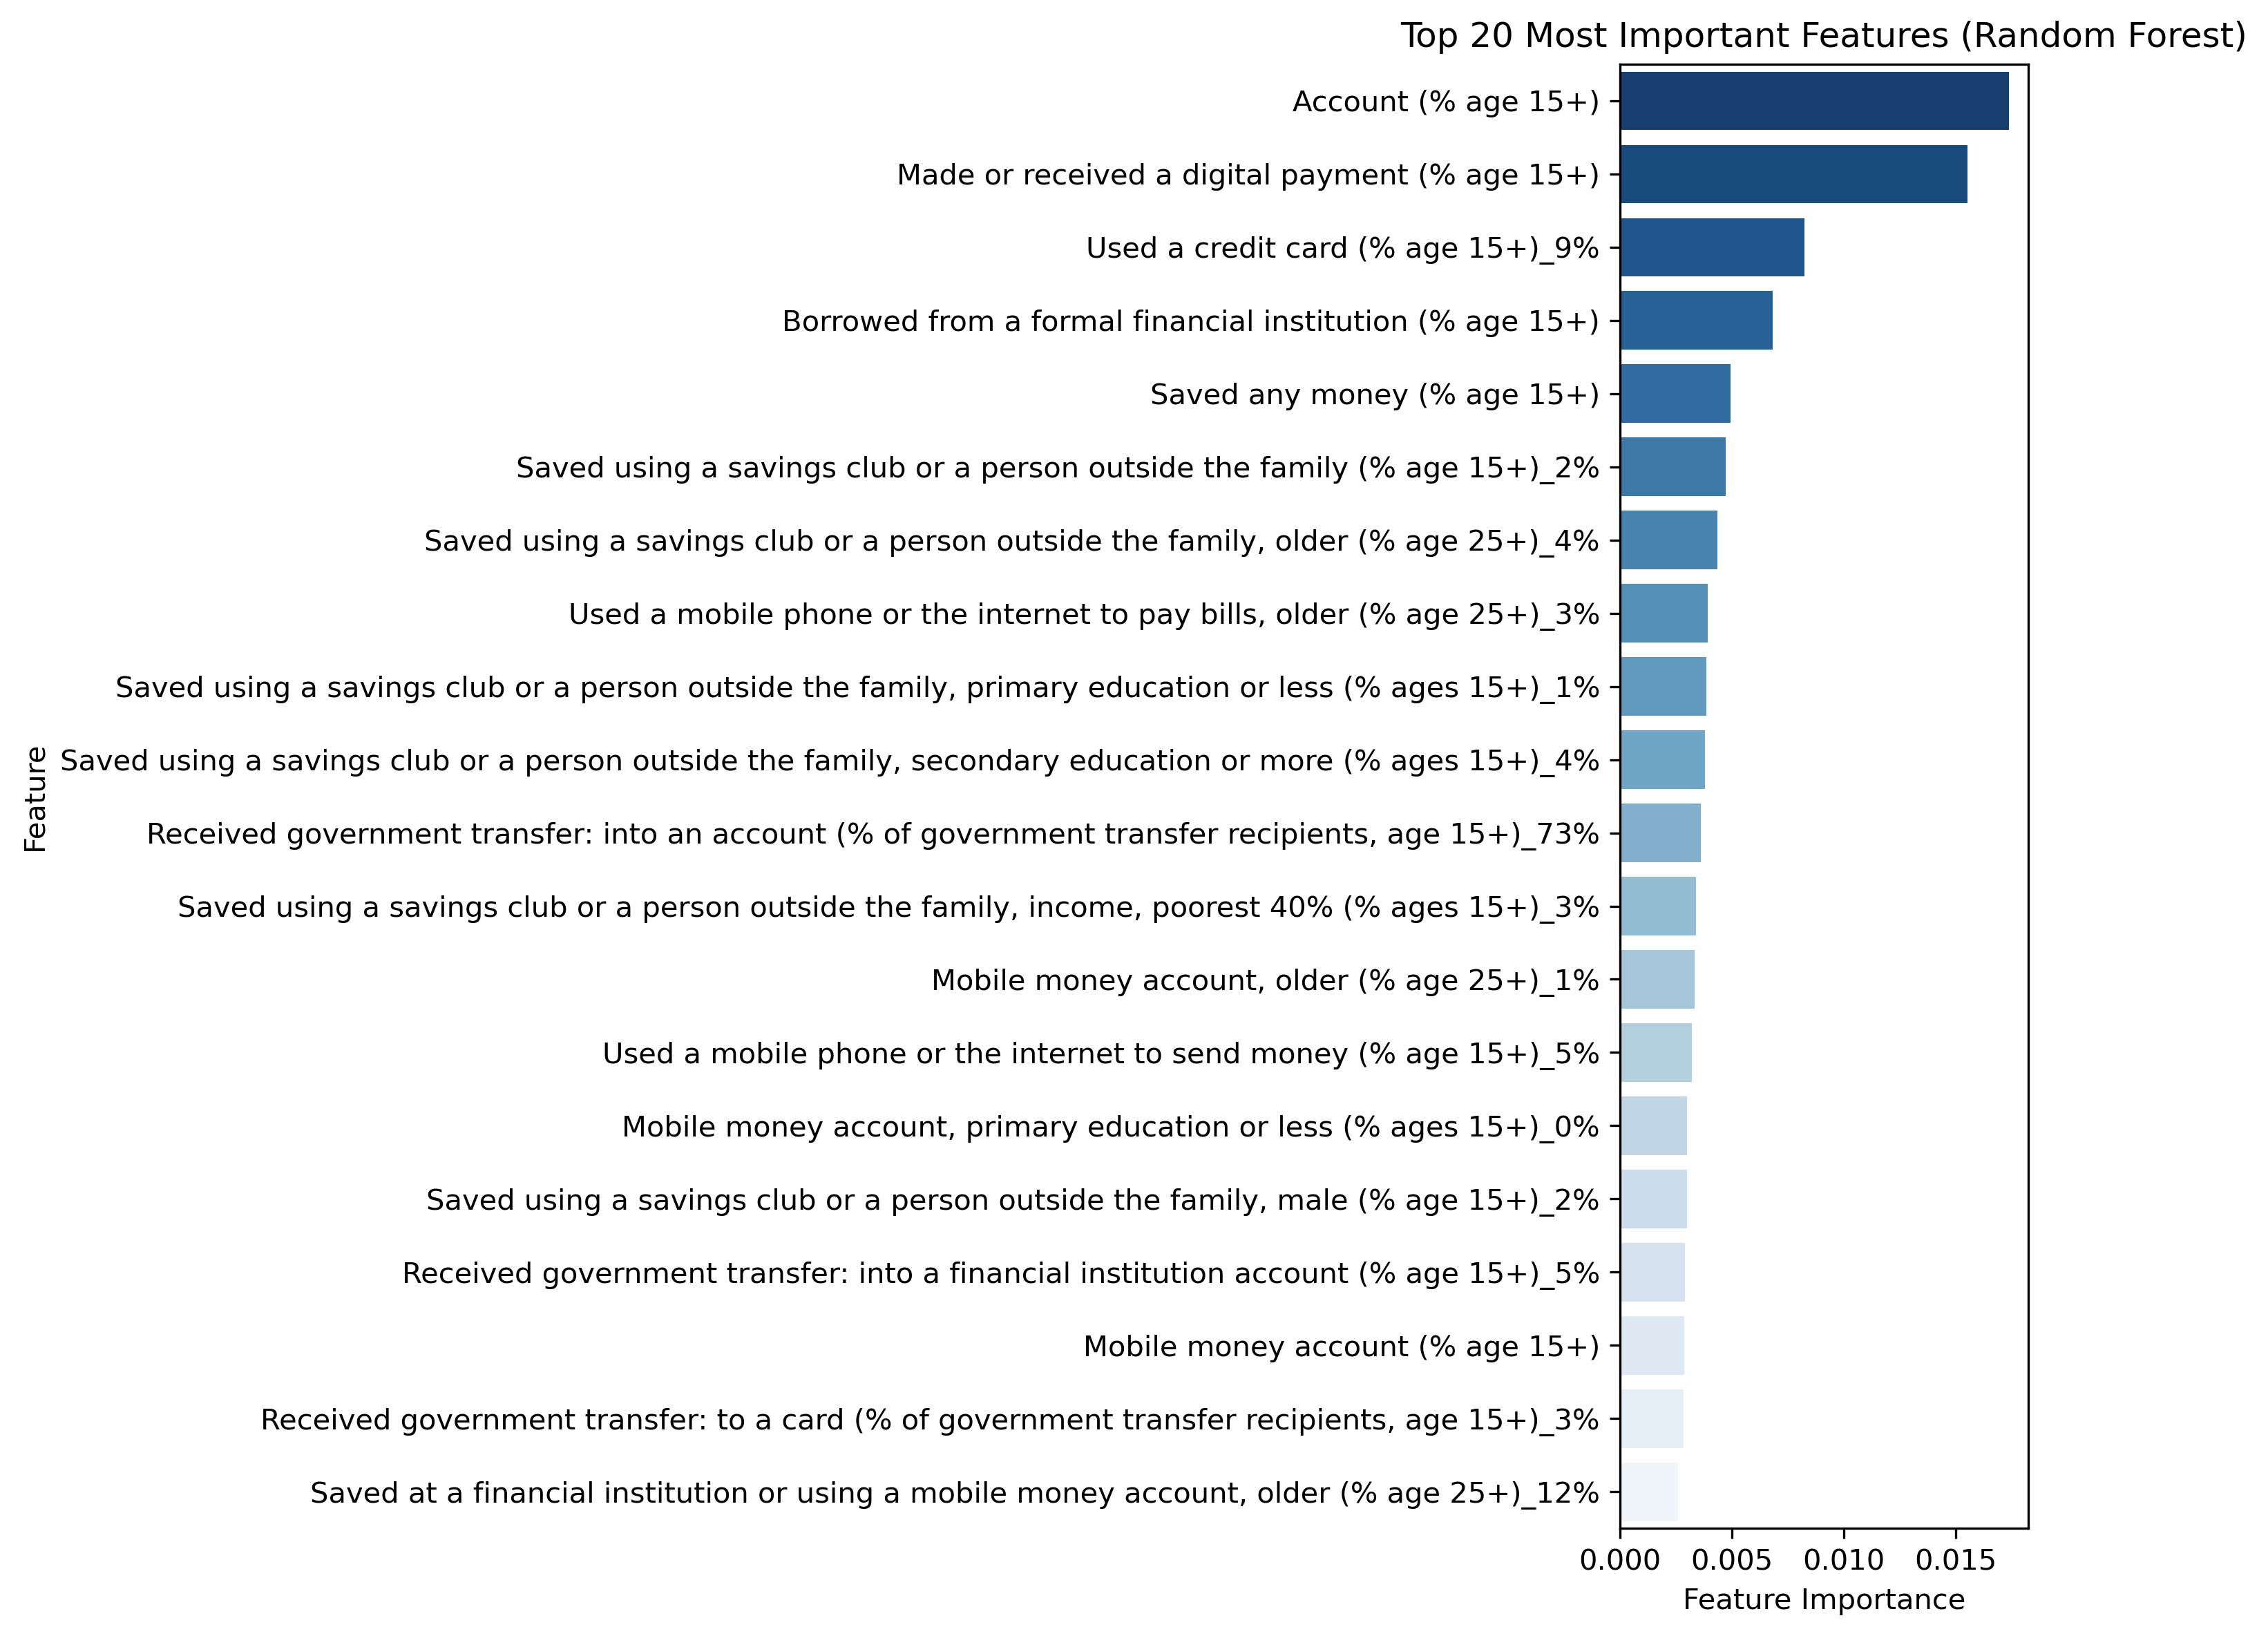 Top 20 Most Important Features (Random Forest)
Account (% age 15+)
Made or received a digital payment (% age 15+)
Used a credit card (% age 15+)_9%
Borrowed from a formal financial institution (% age 15+)
Saved any money (% age 15+)
Saved using a savings club or a person outside the family (% age 15+)_2%
Saved using a savings club or a person outside the family, older (% age 25+)_4%
Used a mobile phone or the internet to pay bills, older (% age 25+)_3%
Saved using a savings club or a person outside the family, primary education or less (% ages 15+)_1%
Saved using a savings club or a person outside the family, secondary education or more (% ages 15+)_4%
Received government transfer: into an account (% of government transfer recipients, age 15+)_73%
Saved using a savings club or a person outside the family, income, poorest 40% (% ages 15+)_3%
Mobile money account, older (% age 25+)_1%
Used a mobile phone or the internet to send money (% age 15+)_5%
Mobile money account, primary education or less (% ages 15+)_0%
Saved using a savings club or a person outside the family, male (% age 15+)_2%
Received government transfer: into a financial institution account (% age 15+)_5%
Mobile money account (% age 15+)
Received government transfer: to a card (% of government transfer recipients, age 15+)_3%
Saved at a financial institution or using a mobile money account, older (% age 25+)_12%
Feature
0.000 0.005 0.010 0.015
Feature Importance